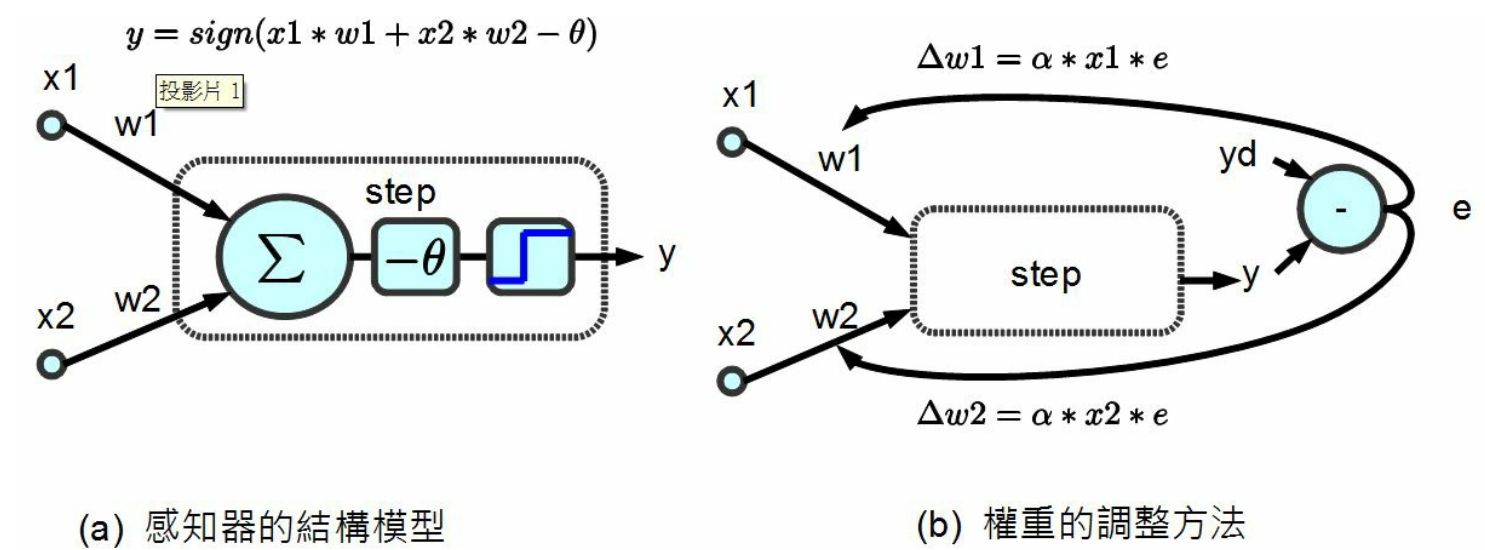 y = sign(x1 * w1 + x2 * w2 − θ)
x1
投影片 1
w1
step
∑
−θ
y
w2
x2
(a) 感知器的結構模型
Δw1 = α * x1 * e
x1
w1
yd
-
e
step
y
w2
x2
Δw2 = α * x2 * e
(b) 權重的調整方法